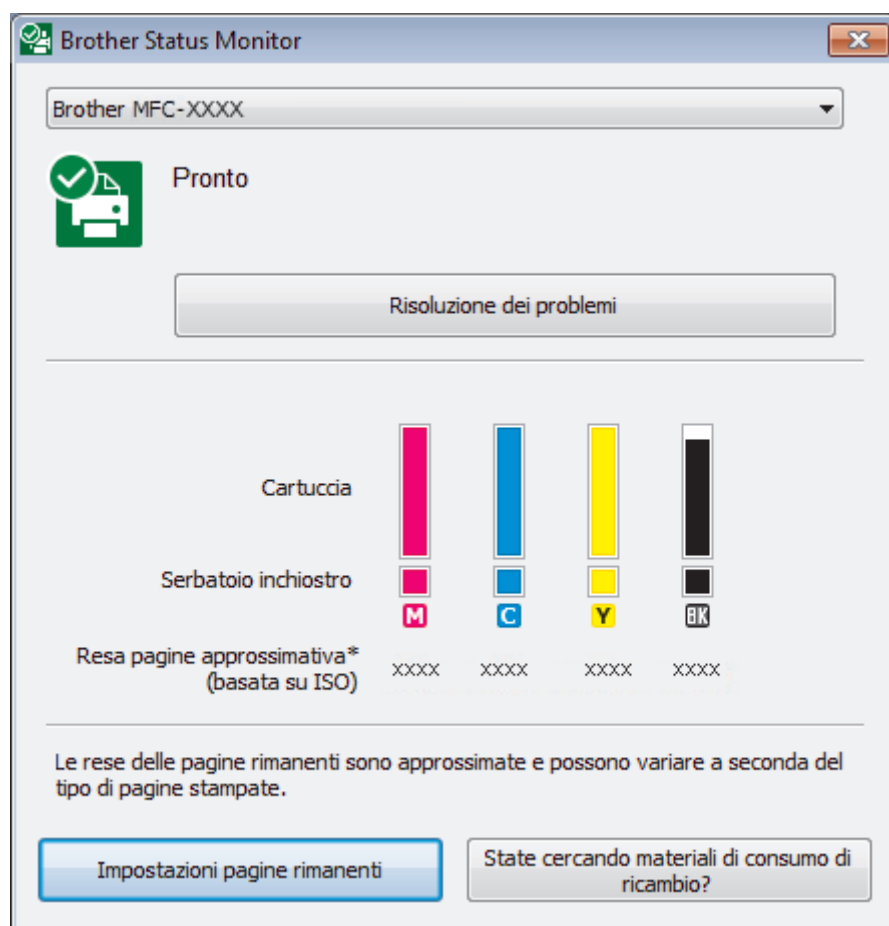 Brother Status Monitor
Brother MFC-XXXX
Pronto
Risoluzione dei problemi
Cartuccia
Serbatoio inchiostro
M C Y BK
Resa pagine approssimativa*
(basata su ISO)
XXXX XXXX XXXX XXXX
Le rese delle pagine rimanenti sono approssimate e possono variare a seconda del
tipo di pagine stampate.
Impostazioni pagine rimanenti
State cercando materiali di consumo di
ricambio?